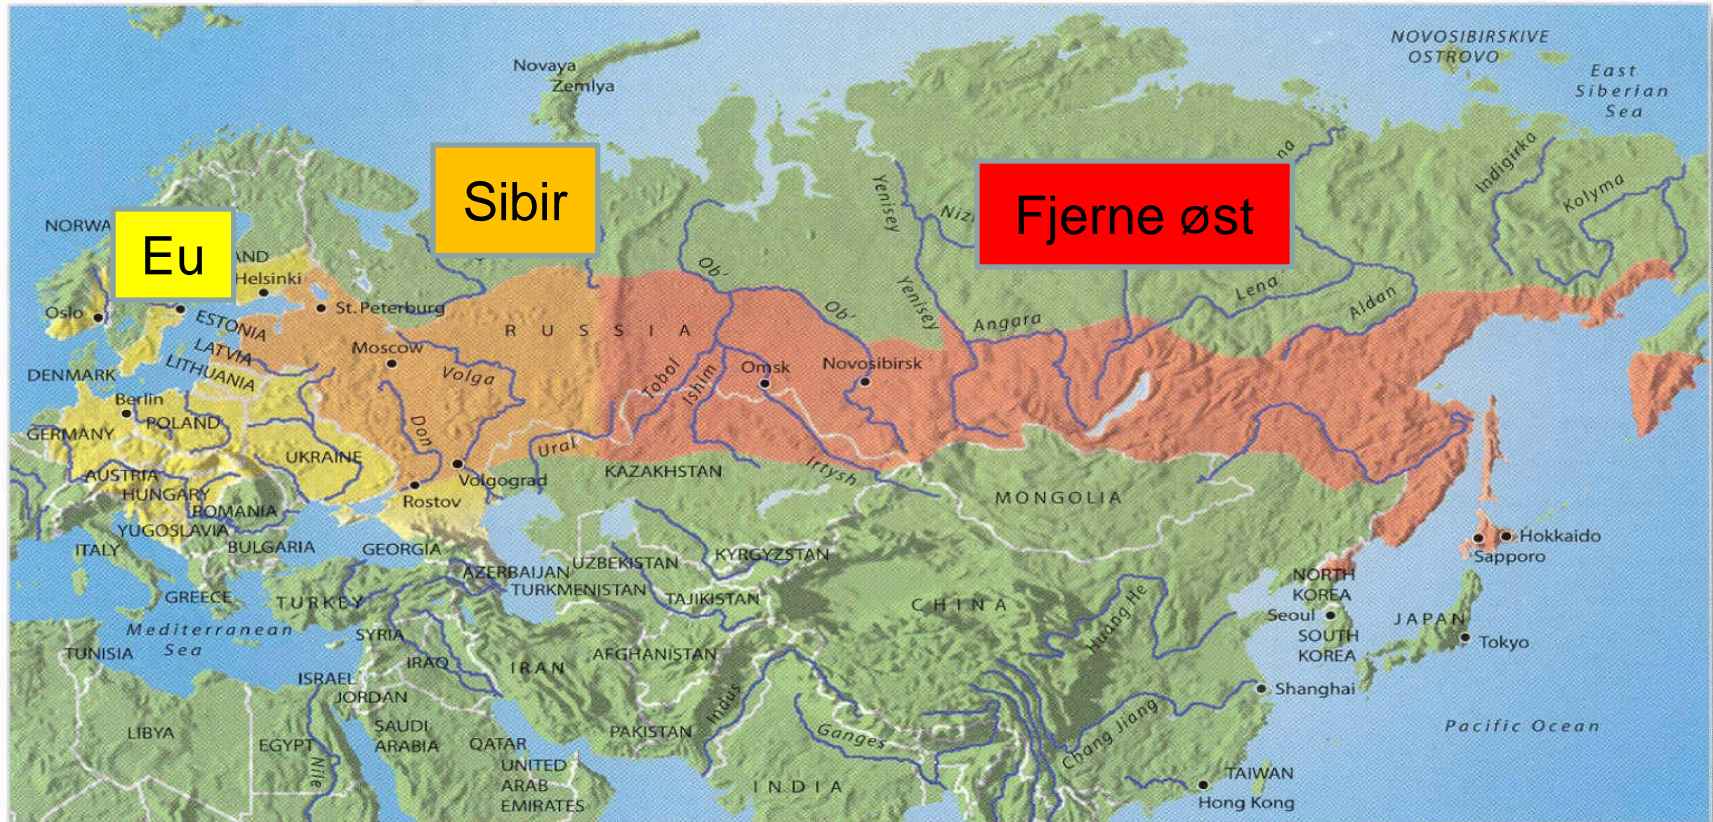 NOVOSIBIRSKIVE
OSTROVO
East
Siberian
Sea
Novaya
Zemlya
Eu
Sibir
Fjerne øst
Indigirka
Kolyma
Yenisey
Ob'
Ob'
Yenisey
Angara
Lena
Aldan
Helsinki
Oslo
St. Peterburg
ESTONIA
LATVIA
LITHUANIA
RUSSIA
Moscow
Volga
Don
Tobol
Ishim
Omsk
Novosibirsk
DENMARK
Berlin
GERMANY
POLAND
UKRAINE
Ural
Volgograd
Rostov
KAZAKHSTAN
Irtysh
MONGOLIA
AUSTRIA
HUNGARY
ROMANIA
YUGOSLAVIA
ITALY
BULGARIA
GEORGIA
AZERBAIJAN
UZBEKISTAN
KYRGYZSTAN
TURKMENISTAN
TAJIKISTAN
CHINA
Huang He
Hokkaido
Sapporo
NORTH
KOREA
Seoul
SOUTH
KOREA
JAPAN
Tokyo
GREECE
TURKEY
Mediterranean
Sea
TUNISIA
SYRIA
IRAQ
IRAN
AFGHANISTAN
ISRAEL
JORDAN
Indus
Shanghai
Chang Jiang
Pacific Ocean
LIBYA
EGYPT
Nile
SAUDI
ARABIA
QATAR
UNITED
ARAB
EMIRATES
PAKISTAN
Ganges
INDIA
TAIWAN
Hong Kong